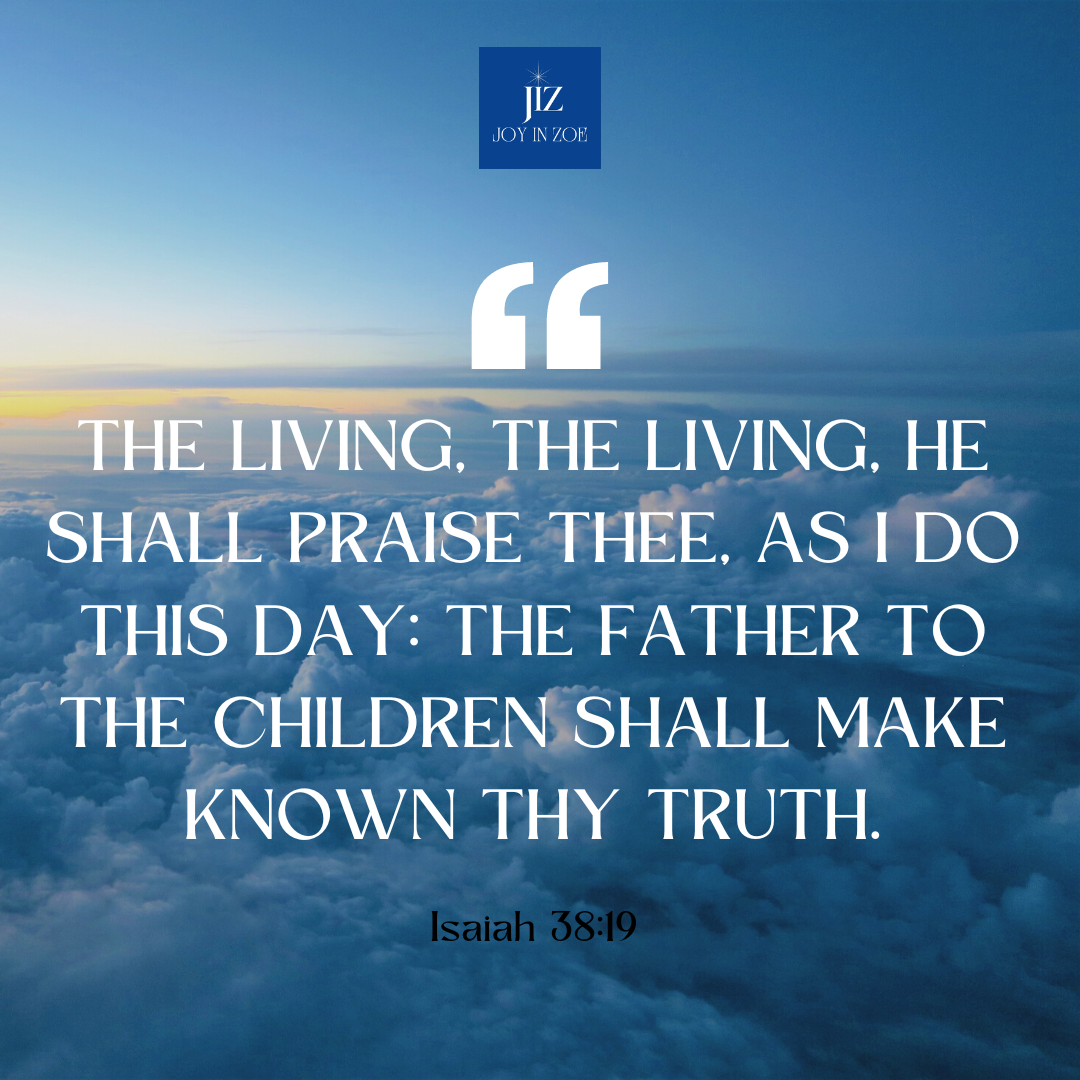 JIZ
JOY IN ZOE
“
THE LIVING, THE LIVING, HE
SHALL PRAISE THEE, AS I DO
THIS DAY: THE FATHER TO
THE CHILDREN SHALL MAKE
KNOWN THY TRUTH.
Isaiah 38:19